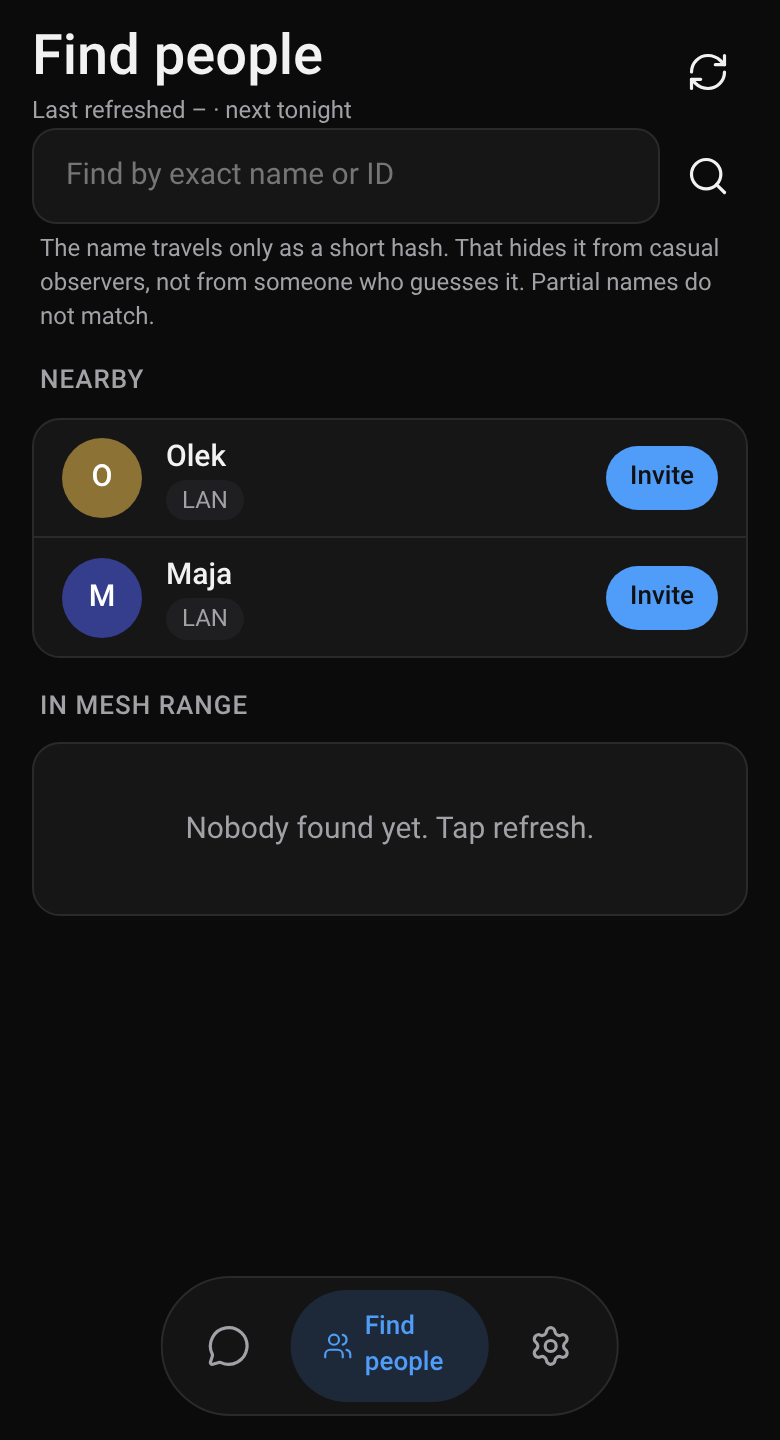 Find people
Last refreshed – · next tonight
Find by exact name or ID
The name travels only as a short hash. That hides it from casual
observers, not from someone who guesses it. Partial names do
not match.
NEARBY
O
Olek
LAN
Invite
M
Maja
LAN
Invite
IN MESH RANGE
Nobody found yet. Tap refresh.
Find
people